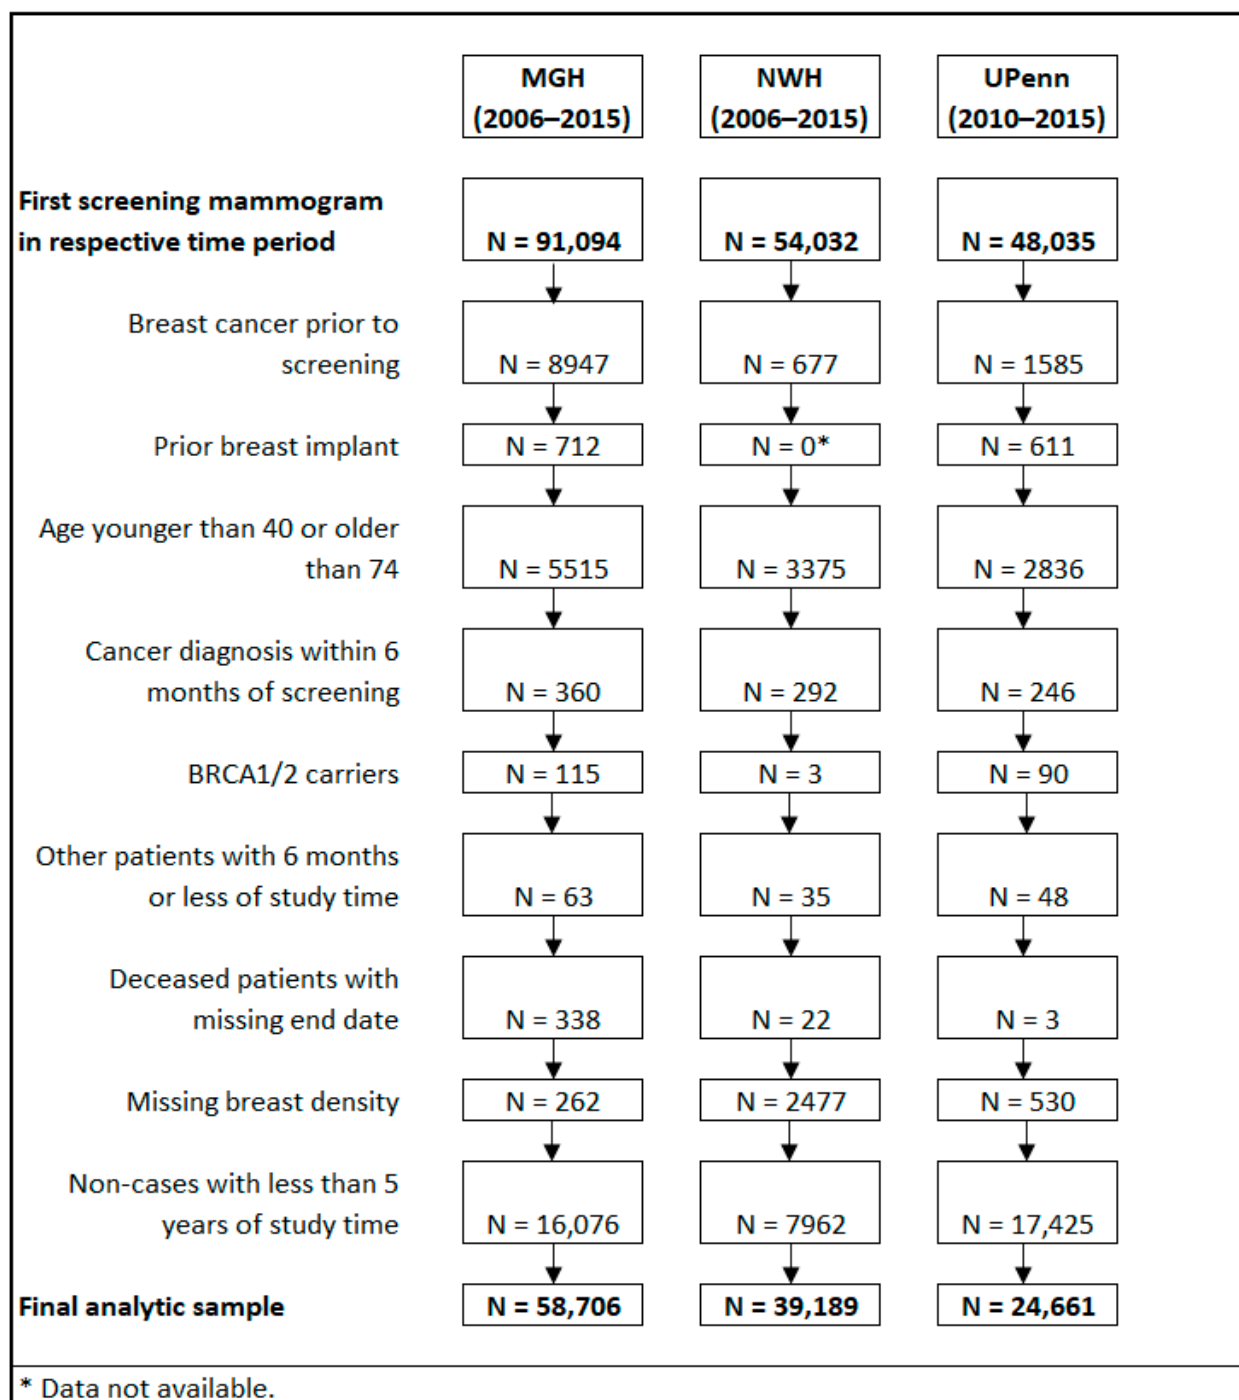 MGH NWH UPenn
(2006–2015) (2006–2015) (2010–2015)
First screening mammogram
in respective time period N = 91,094 N = 54,032 N = 48,035
Breast cancer prior to
screening N = 8947 N = 677 N = 1585
Prior breast implant N = 712 N = 0* N = 611
Age younger than 40 or older
than 74 N = 5515 N = 3375 N = 2836
Cancer diagnosis within 6
months of screening N = 360 N = 292 N = 246
BRCA1/2 carriers N = 115 N = 3 N = 90
Other patients with 6 months
or less of study time N = 63 N = 35 N = 48
Deceased patients with
missing end date N = 338 N = 22 N = 3
Missing breast density N = 262 N = 2477 N = 530
Non-cases with less than 5
years of study time N = 16,076 N = 7962 N = 17,425
Final analytic sample N = 58,706 N = 39,189 N = 24,661
* Data not available.